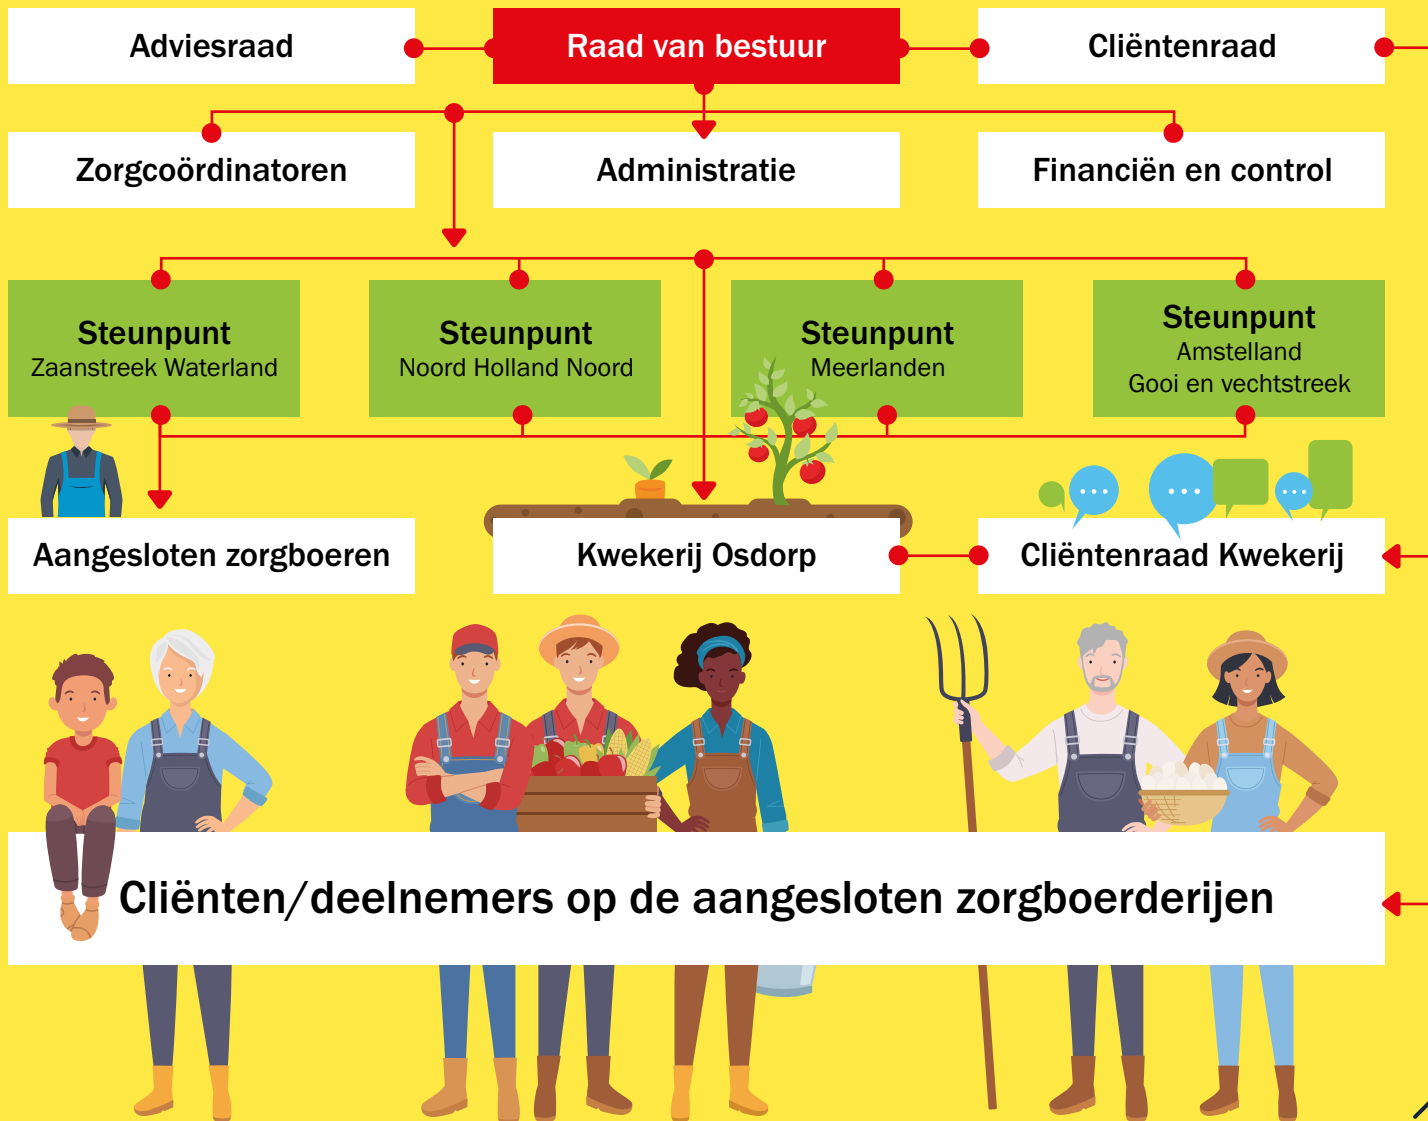 Adviesraad
Raad van bestuur
Cliëntenraad
Zorgcoördinatoren
Administratie
Financiën en control
Steunpunt
Zaanstreek Waterland
Steunpunt
Noord Holland Noord
Steunpunt
Meerlanden
Steunpunt
Amstelland
Gooi en vechtstreek
Aangesloten zorgboeren
Kwekerij Osdorp
Cliëntenraad Kwekerij
Cliënten/deelnemers op de aangesloten zorgboerderijen